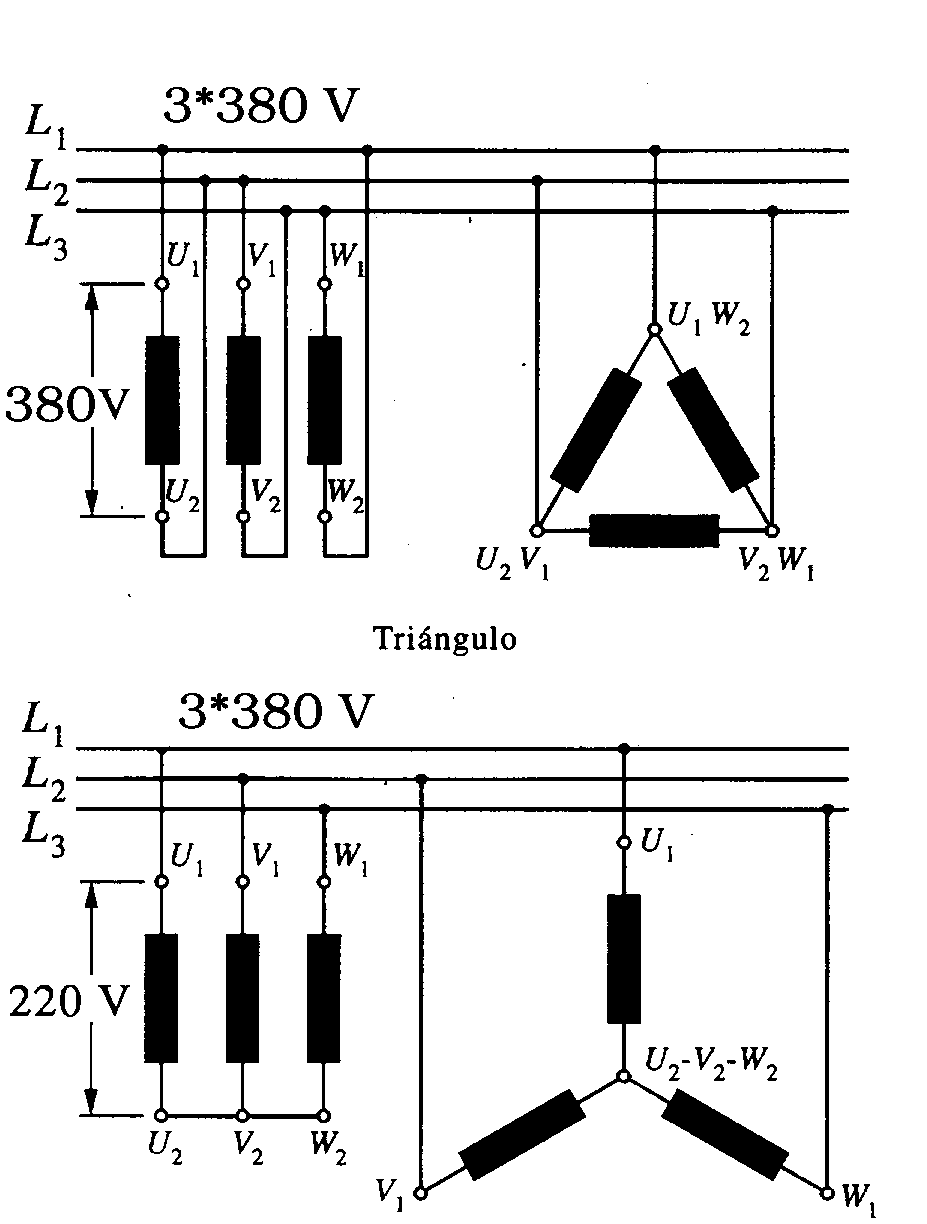 3*380 V
L₁
L₂
L₃
U₁ V₁ W₁
U₁ W₂
380V
U₂ V₂ W₂
U₂ V₁ V₂ W₁
Triángulo
3*380 V
L₁
L₂
L₃
U₁ V₁ W₁
U₁
220 V
U₂-V₂-W₂
U₂ V₂ W₂
V₁ W₁